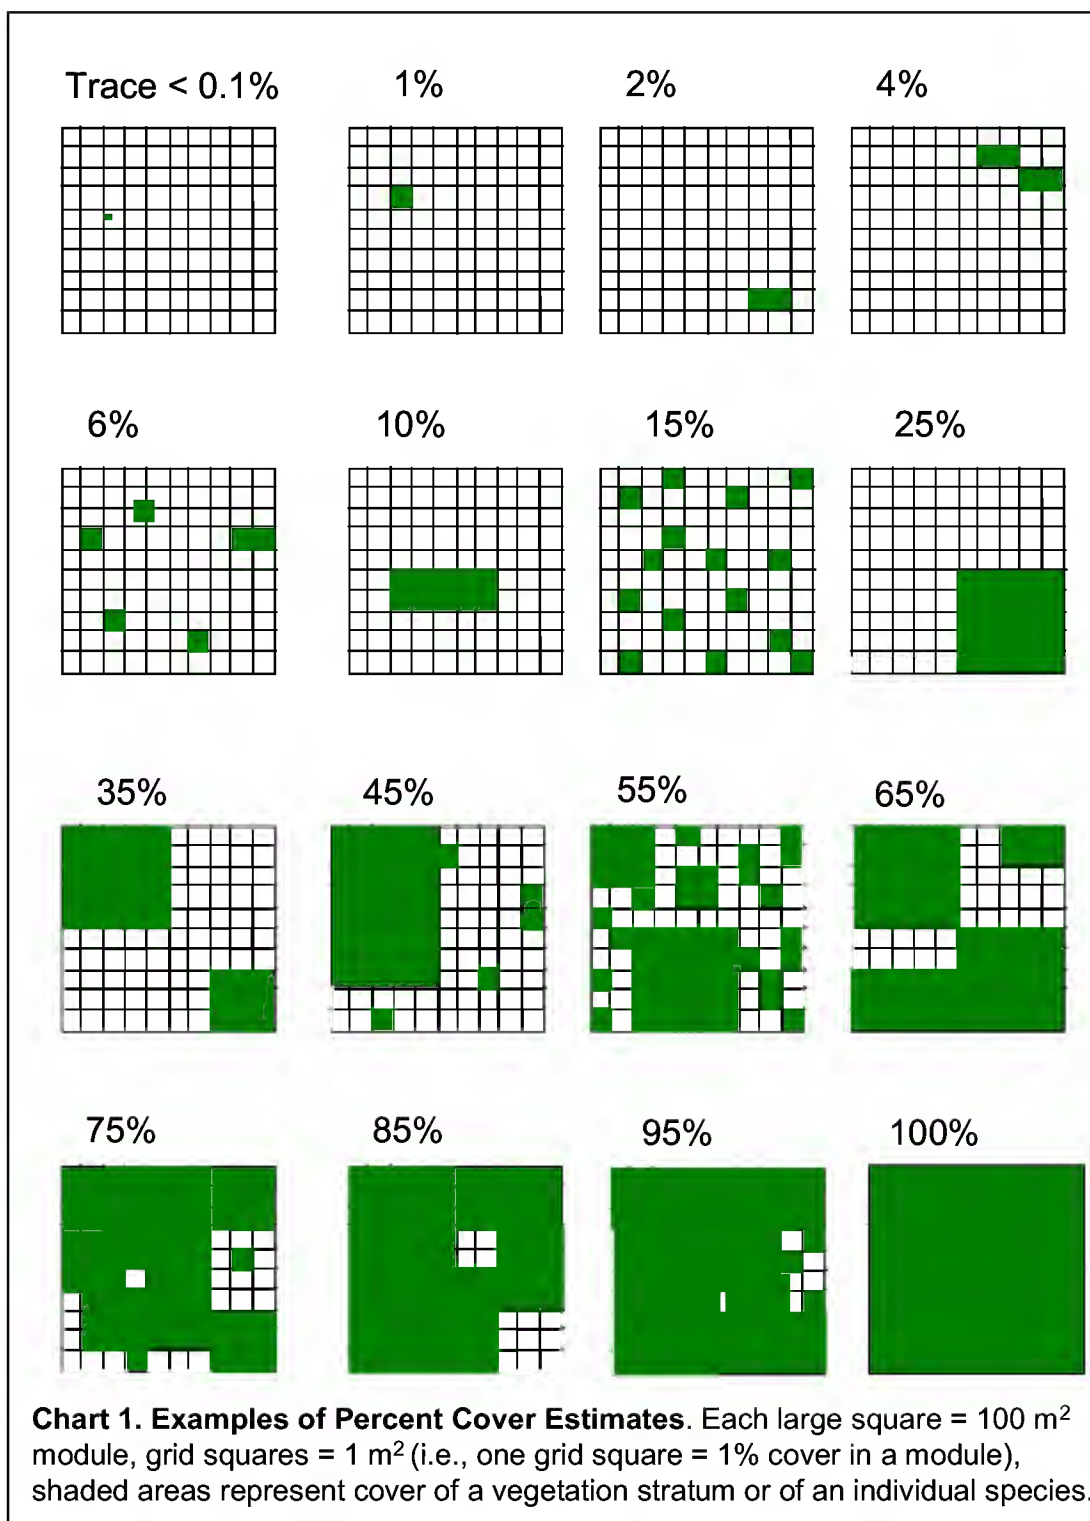 Trace < 0.1% 1% 2% 4%
6% 10% 15% 25%
35% 45% 55% 65%
75% 85% 95% 100%
Chart 1. Examples of Percent Cover Estimates. Each large square = 100 m²
module, grid squares = 1 m² (i.e., one grid square = 1% cover in a module),
shaded areas represent cover of a vegetation stratum or of an individual species.